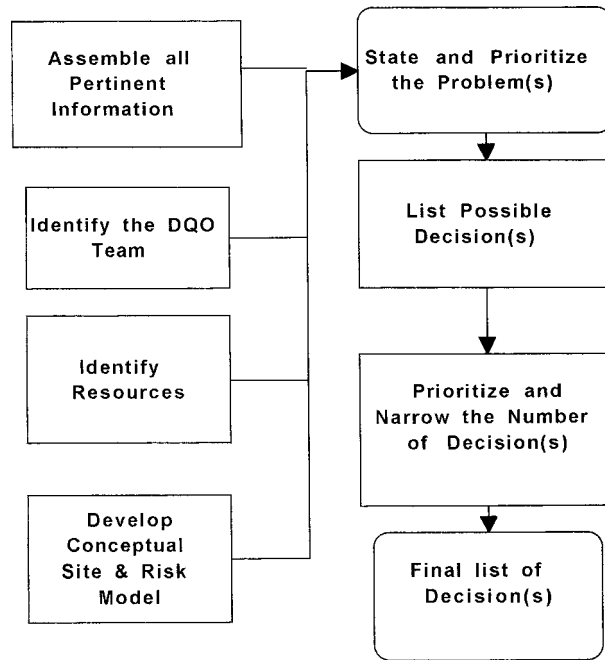 Assemble all
Pertinent
Information
Identify the DQO
Team
Identify
Resources
Develop
Conceptual
Site & Risk
Model
State and Prioritize
the Problem(s)
List Possible
Decision(s)
Prioritize and
Narrow the Number
of Decision(s)
Final list of
Decision(s)